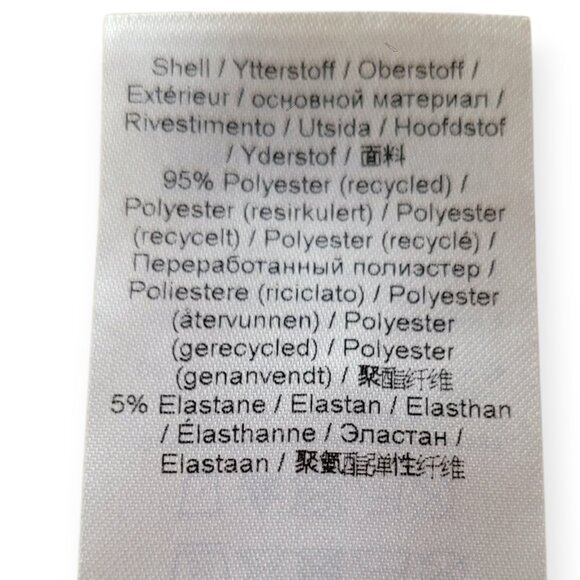 Shell / Ytterstoff / Oberstoff /
Extérieur / основной материал /
Rivestimento / Utsida / Hoofdstof
/ Yderstof / 面料
95% Polyester (recycled) /
Polyester (resirkulert) / Polyester
(recycelt) / Polyester (recyclé) /
Переработанный полиэстер /
Poliestere (riciclato) / Polyester
(återvunnen) / Polyester
(gerecycled) / Polyester
(genanvendt) / 聚酯纤维
5% Elastane / Elastan / Elasthan
/ Élasthanne / Эластан /
Elastaan / 聚氨酯弹性纤维